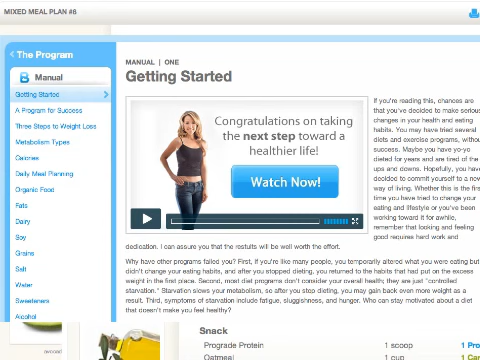 MIXED MEAL PLAN #6
The Program
Manual
Getting Started
A Program for Success
Three Steps to Weight Loss
Metabolism Types
Calories
Daily Meal Planning
Organic Food
Fats
Dairy
Soy
Grains
Salt
Water
Sweeteners
Alcohol
MANUAL | ONE
Getting Started
Congratulations on taking
the next step toward a
healthier life!
Watch Now!
If you're reading this, chances are
that you've decided to make serious
changes in your health and eating
habits. You may have tried several
diets and exercise programs, without
success. Maybe you have yo-yo
dieted for years and are tired of the
ups and downs. Hopefully, you have
decided to commit yourself to a new
way of living. Whether this is the first
time you have tried to change your
eating and lifestyle or you've been
working toward it for awhile,
remember that looking and feeling
good requires hard work and
dedication. I can assure you that the restults will be well worth the effort.
Why have other programs failed you? First, if you're like many people, you temporarily altered what you were eating but
didn't change your eating habits, and after you stopped dieting, you returned to the habits that had put on the excess
weight in the first place. Second, most diet programs don't consider your overall health; they are just "controlled
starvation." Starvation slows your metabolism, so after you stop dieting, you may gain back even more weight as a
result. Third, symptoms of starvation include fatigue, sluggishness, and hunger. Who can stay motivated about a diet
that doesn't make you feel healthy?
avocad
Snack
Prograde Protein 1 scoop 1 Pro
Oatmeal 1 cup 1 Car